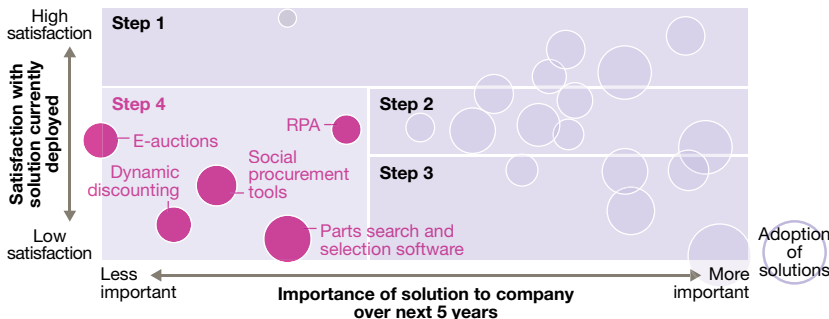 High
satisfaction
Satisfaction with
solution currently
deployed
Low
satisfaction
Step 1
Step 4
E-auctions
RPA
Dynamic
discounting
Social
procurement
tools
Parts search and
selection software
Step 2
Step 3
Adoption
of
solutions
Less
important
More
important
Importance of solution to company
over next 5 years